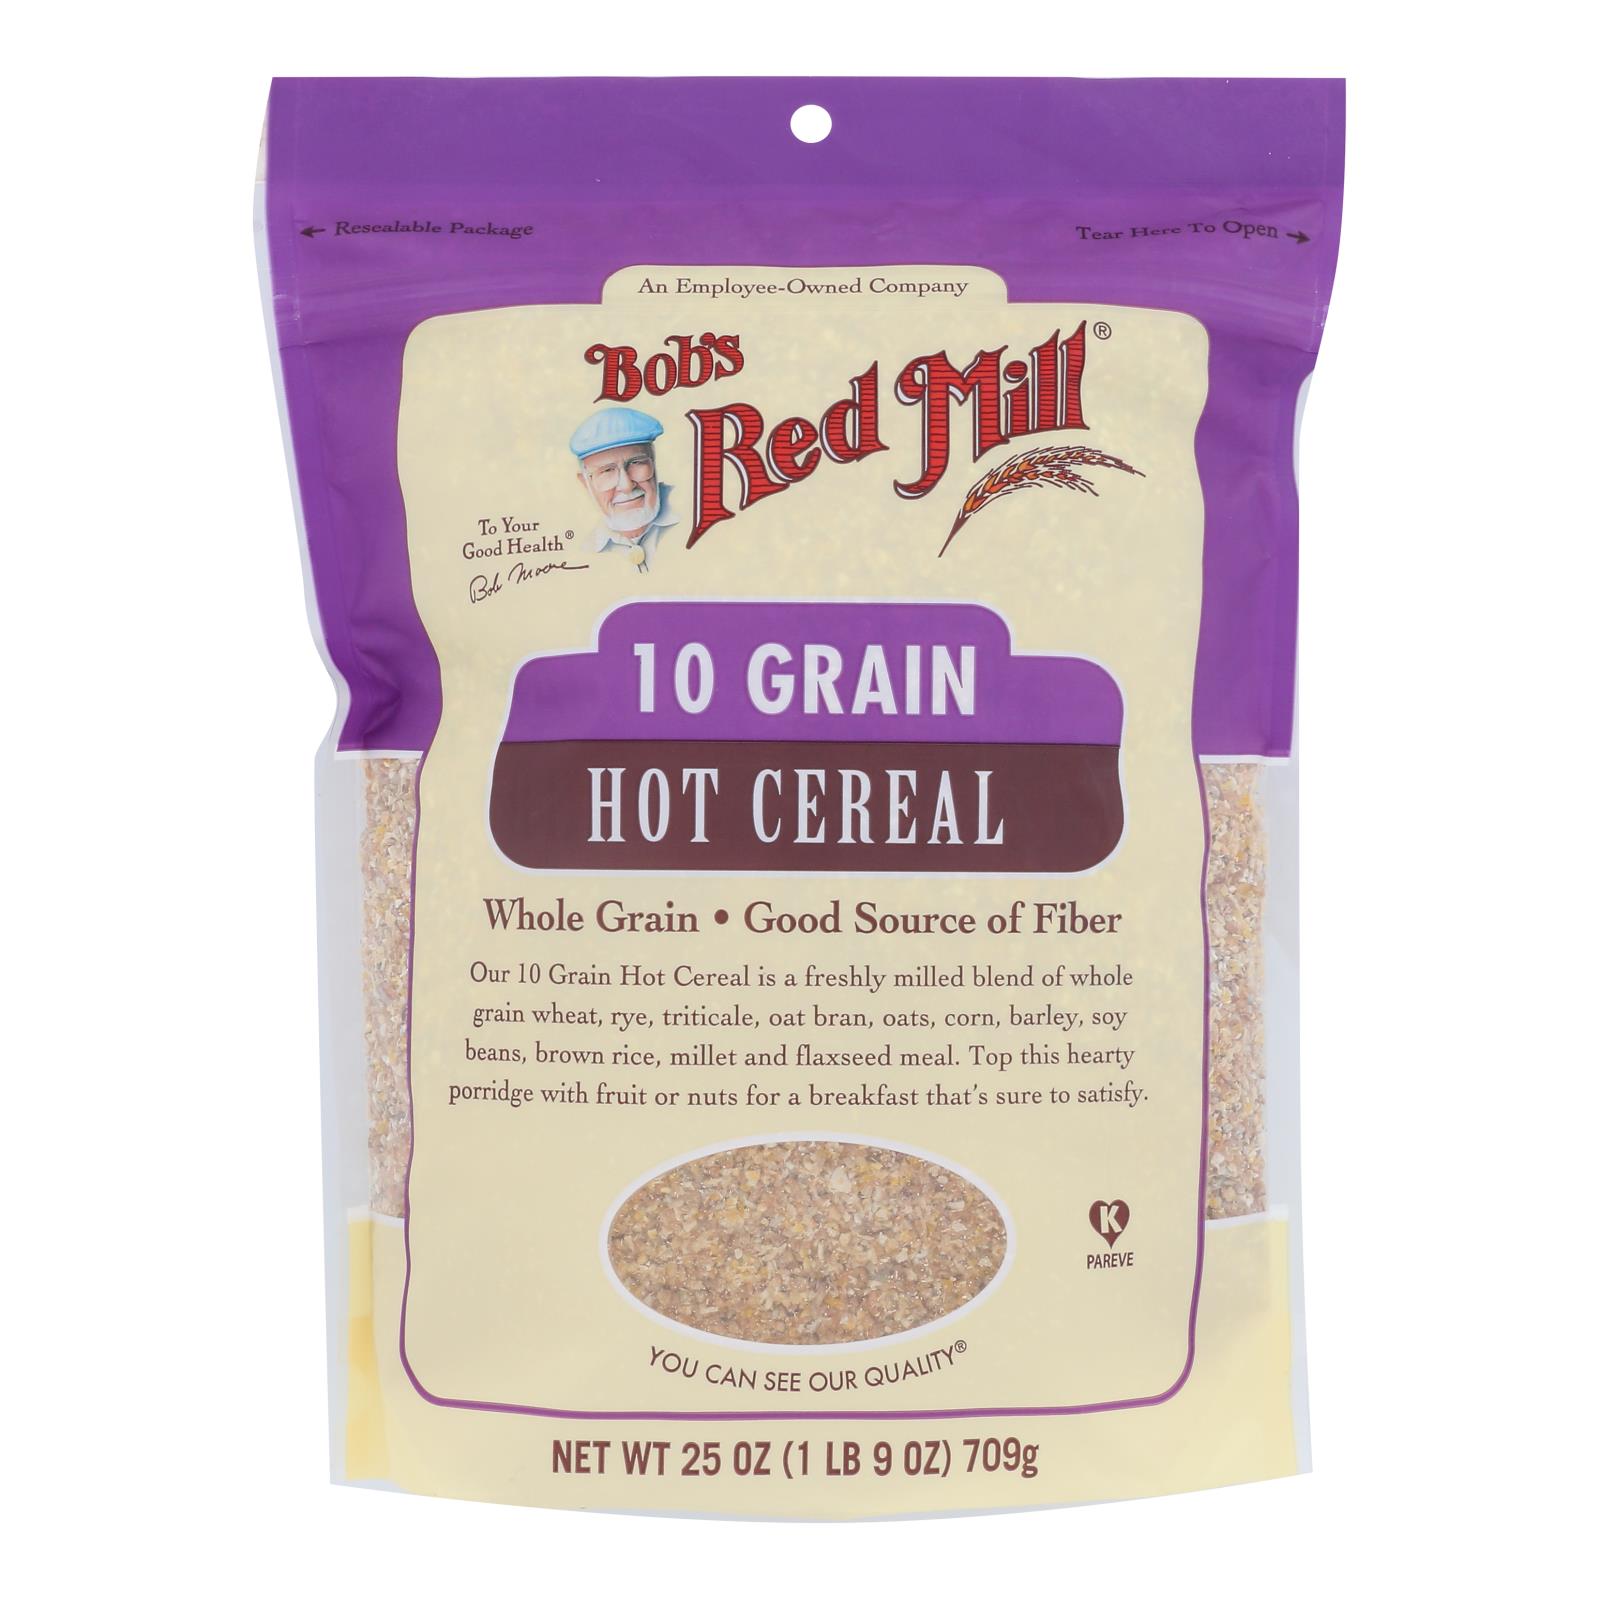 ← Resealable Package
Tear Here To Open →
An Employee-Owned Company
Bob's
Red Mill®
To Your
Good Health®
Bob Moore
10 GRAIN
HOT CEREAL
Whole Grain • Good Source of Fiber
Our 10 Grain Hot Cereal is a freshly milled blend of whole
grain wheat, rye, triticale, oat bran, oats, corn, barley, soy
beans, brown rice, millet and flaxseed meal. Top this hearty
porridge with fruit or nuts for a breakfast that's sure to satisfy.
K
PAREVE
YOU CAN SEE OUR QUALITY®
NET WT 25 OZ (1 LB 9 OZ) 709g